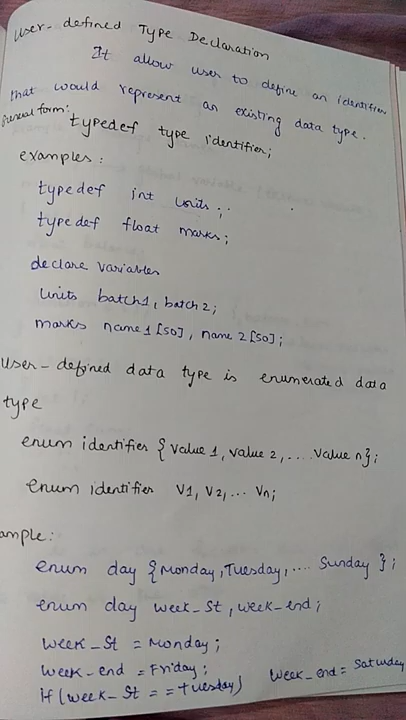 User-defined Type Declaration
It allow user to define an identifier
that would represent an existing data type.
General form: typedef type identifier;
examples:
typedef int units;
typedef float marks;
declare variables
units batch1, batch2;
marks name1[50], name2[50];
User-defined data type is enumerated data
type
enum identifier {value 1, value 2, .... value n};
enum identifier V1, V2, ... Vn;
ample:
enum day {Monday, Tuesday, .... Sunday};
enum day week_St, week_end;
week_St = Monday;
week_end = Friday;
if (week_St == Tuesday) week_end = Saturday